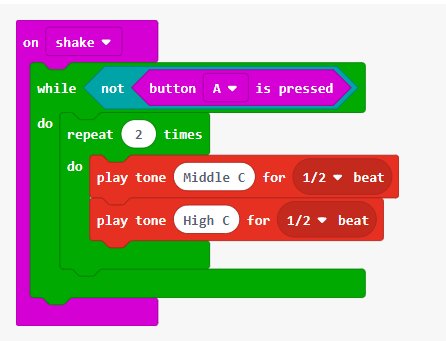 on shake
while not button A is pressed
do
repeat 2 times
do
play tone Middle C for 1/2 beat
play tone High C for 1/2 beat